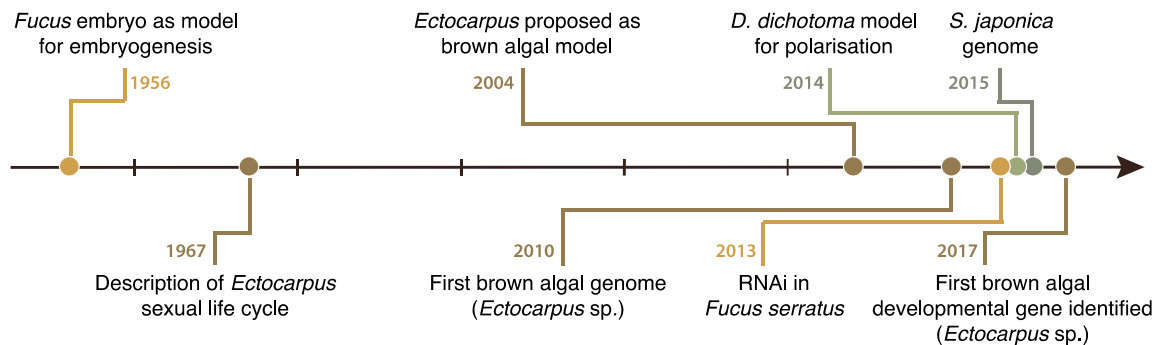 Fucus embryo as model
for embryogenesis
1956
Ectocarpus proposed as
brown algal model
2004
D. dichotoma model
for polarisation
2014
S. japonica
genome
2015
1967
Description of Ectocarpus
sexual life cycle
2010
First brown algal genome
(Ectocarpus sp.)
2013
RNAi in
Fucus serratus
2017
First brown algal
developmental gene identified
(Ectocarpus sp.)